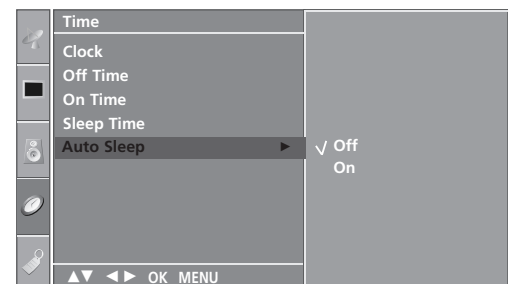 Time
Clock
Off Time
On Time
Sleep Time
Auto Sleep ►
√ Off
On
▲▼ ◄► OK MENU